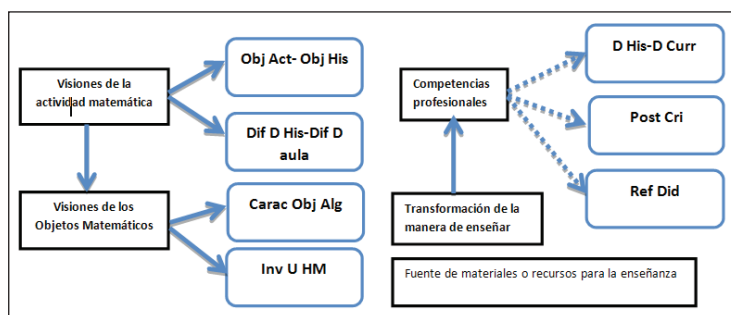 Visiones de la
actividad matemática
Obj Act- Obj His
Dif D His-Dif D
aula
Visiones de los
Objetos Matemáticos
Carac Obj Alg
Inv U HM
Competencias
profesionales
D His-D Curr
Post Cri
Ref Did
Transformación de la
manera de enseñar
Fuente de materiales o recursos para la enseñanza